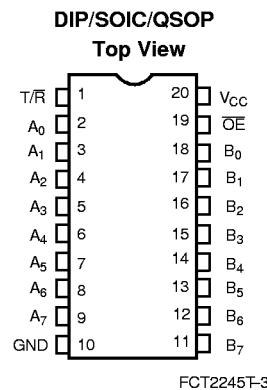 DIP/SOIC/QSOP
Top View
T/R̅ 1 20 VCC
A0 2 19 O̅E̅
A1 3 18 B0
A2 4 17 B1
A3 5 16 B2
A4 6 15 B3
A5 7 14 B4
A6 8 13 B5
A7 9 12 B6
GND 10 11 B7
FCT2245T–3